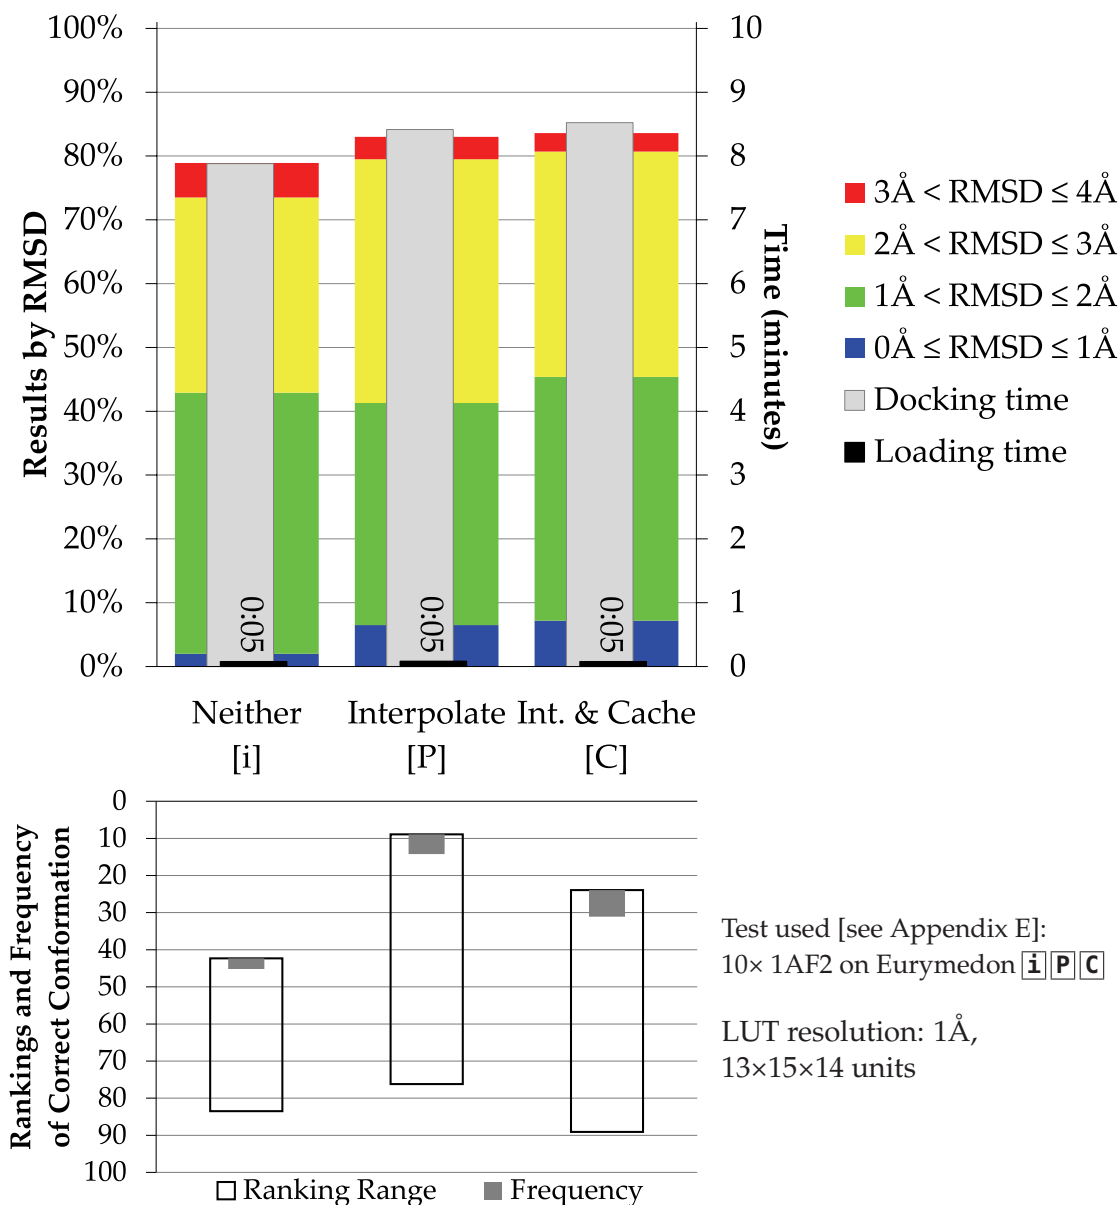 100%
90%
80%
70%
60%
50%
40%
30%
20%
10%
0%
Results by RMSD
10
9
8
7
6
5
4
3
2
1
0
Time (minutes)
0:05
0:05
0:05
Neither
[i]
Interpolate
[P]
Int. & Cache
[C]
3Å < RMSD ≤ 4Å
2Å < RMSD ≤ 3Å
1Å < RMSD ≤ 2Å
0Å ≤ RMSD ≤ 1Å
Docking time
Loading time
Rankings and Frequency
of Correct Conformation
0
10
20
30
40
50
60
70
80
90
100
Ranking Range
Frequency
Test used [see Appendix E]:
10× 1AF2 on Eurymedon i P C
LUT resolution: 1Å,
13×15×14 units